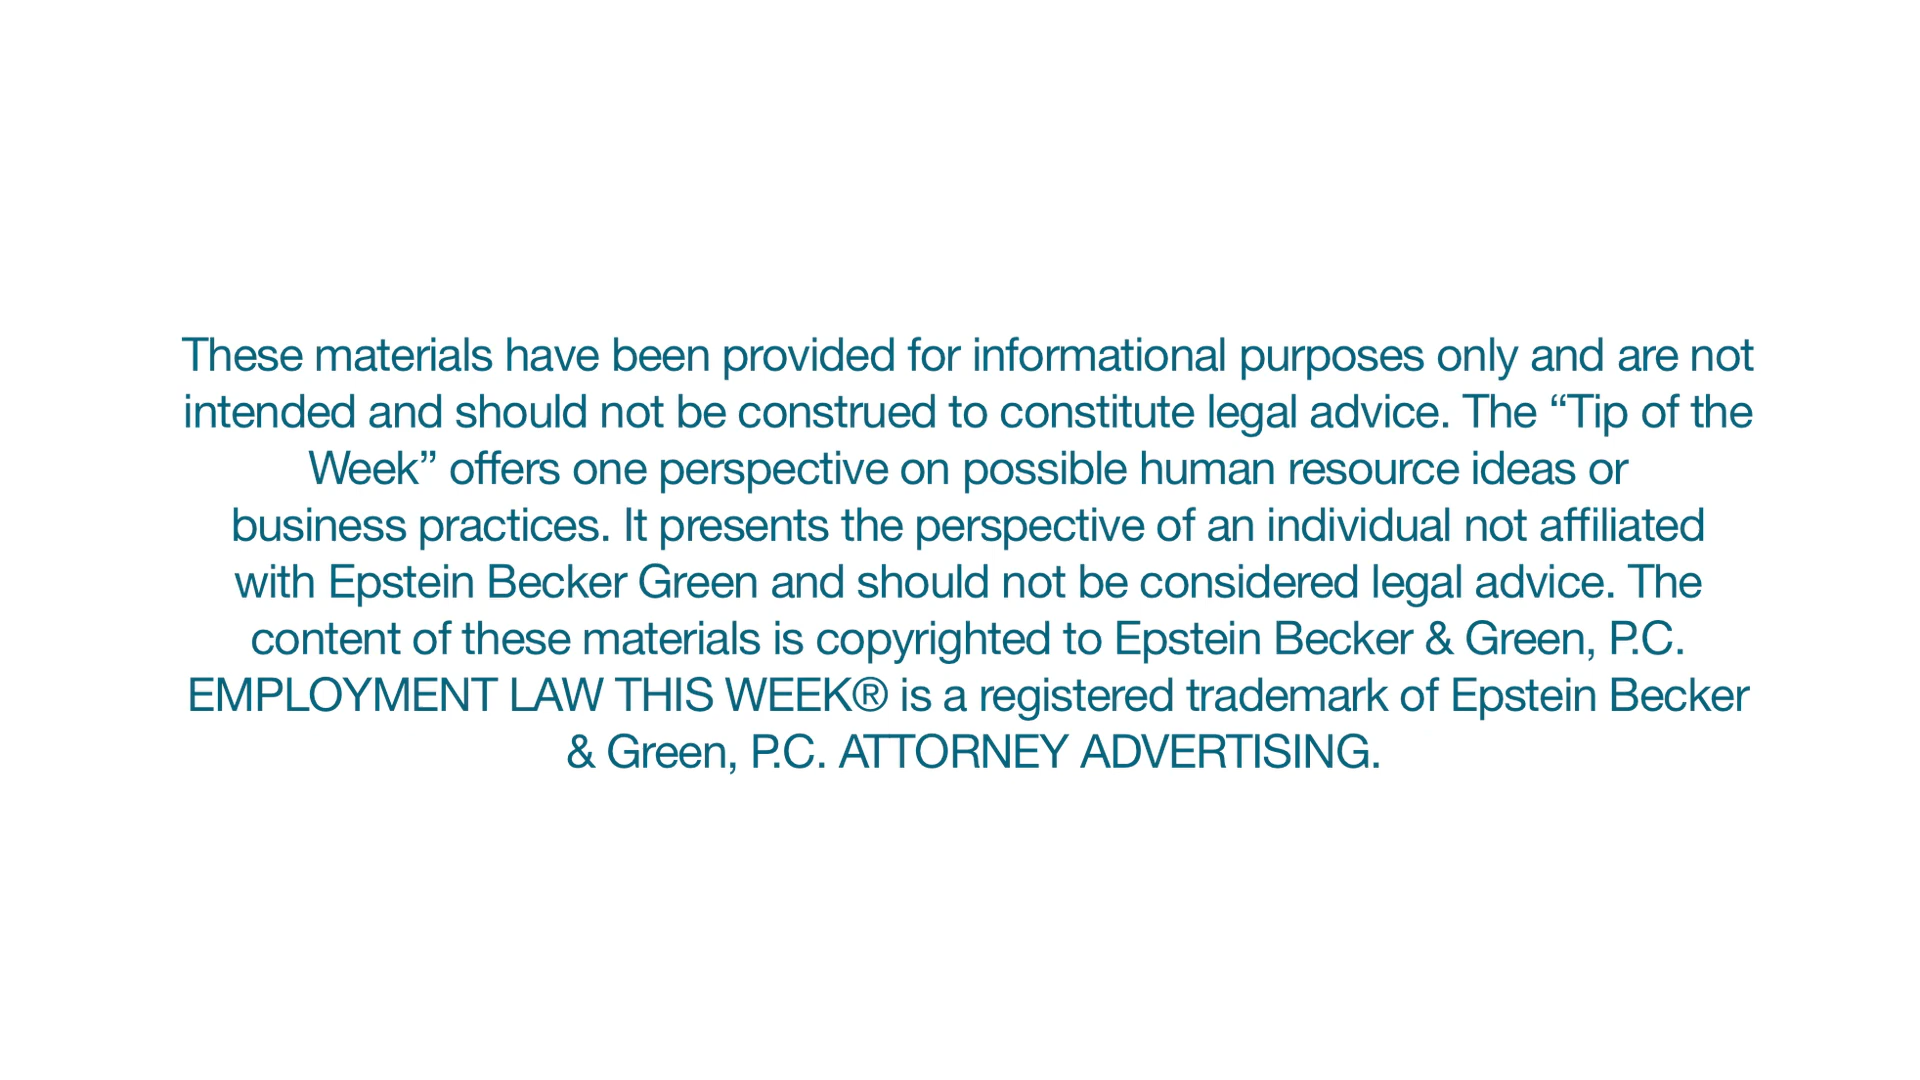 These materials have been provided for informational purposes only and are not
intended and should not be construed to constitute legal advice. The “Tip of the
Week” offers one perspective on possible human resource ideas or
business practices. It presents the perspective of an individual not affiliated
with Epstein Becker Green and should not be considered legal advice. The
content of these materials is copyrighted to Epstein Becker & Green, P.C.
EMPLOYMENT LAW THIS WEEK® is a registered trademark of Epstein Becker
& Green, P.C. ATTORNEY ADVERTISING.